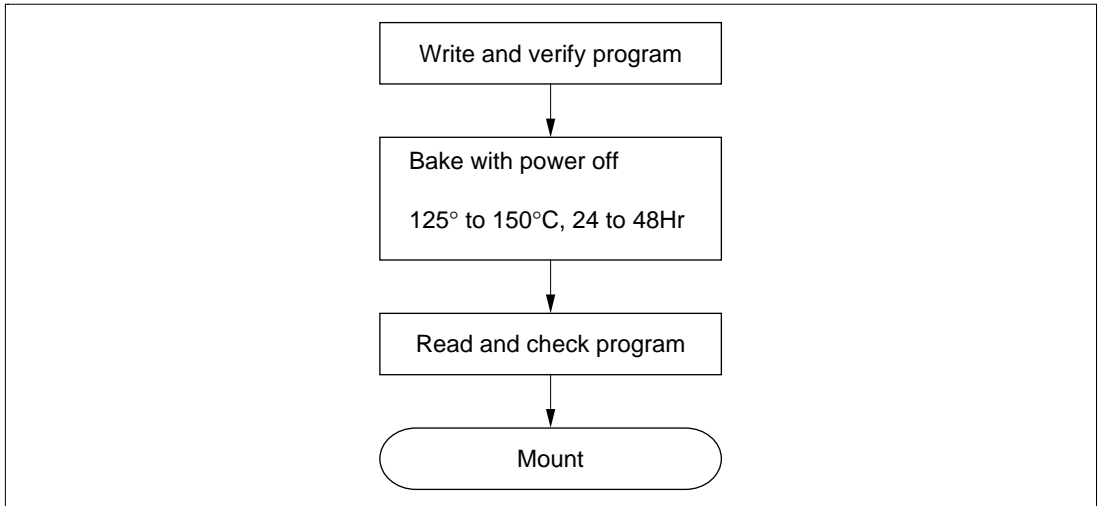 Write and verify program
Bake with power off
125° to 150°C, 24 to 48Hr
Read and check program
Mount